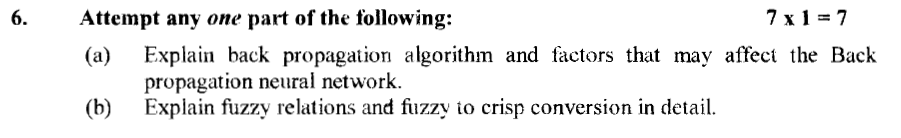 6. Attempt any one part of the following: 7 x 1 = 7
(a) Explain back propagation algorithm and factors that may affect the Back
propagation neural network.
(b) Explain fuzzy relations and fuzzy to crisp conversion in detail.